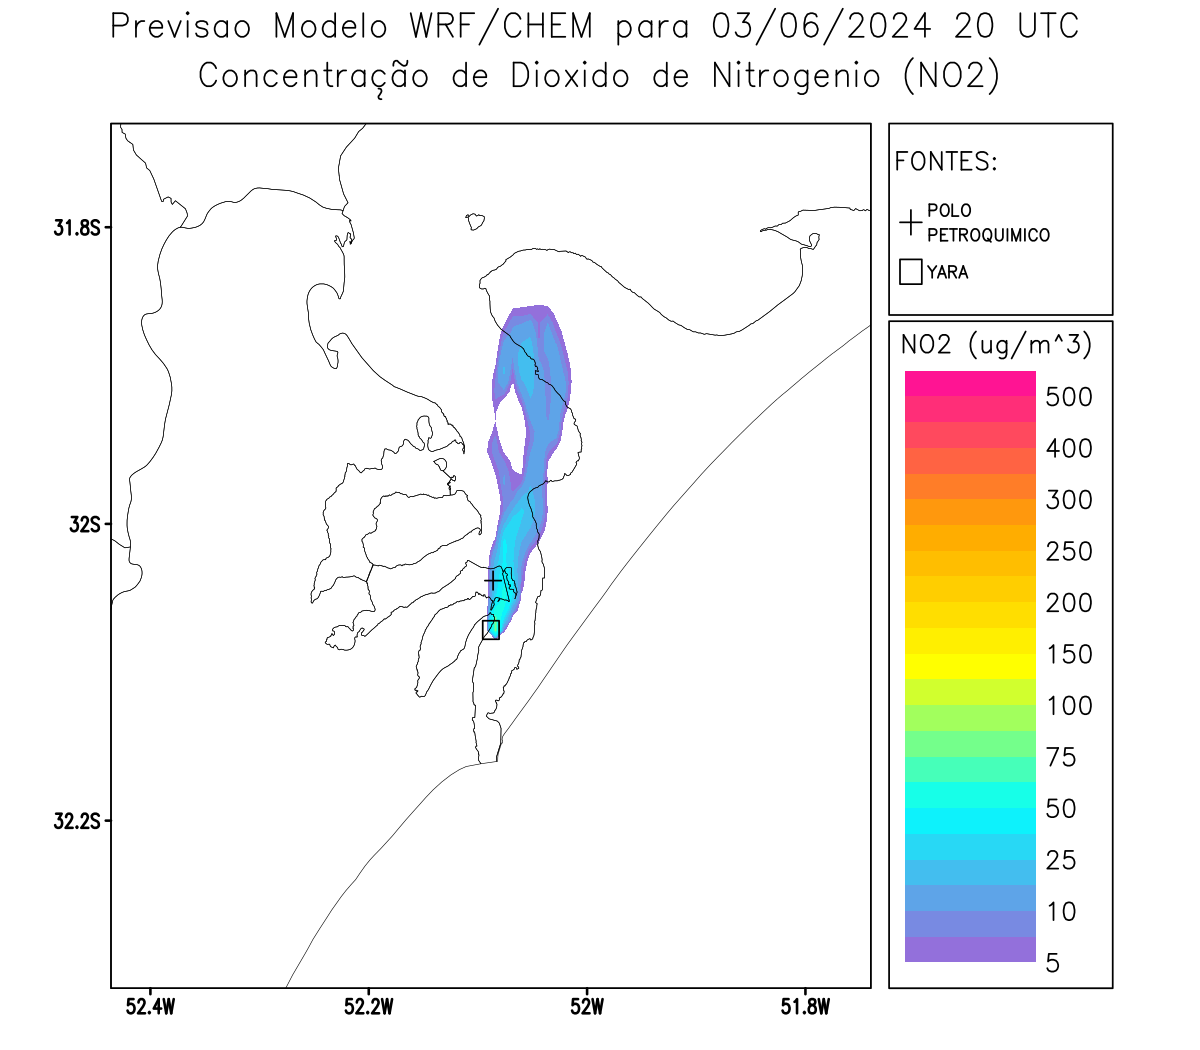 Previsao Modelo WRF/CHEM para 03/06/2024 20 UTC
Concentração de Dioxido de Nitrogenio (NO2)
FONTES:
POLO
PETROQUIMICO
YARA
NO2 (ug/m^3)
500
400
300
250
200
150
100
75
50
25
10
5
31.8S
32S
32.2S
52.4W
52.2W
52W
51.8W